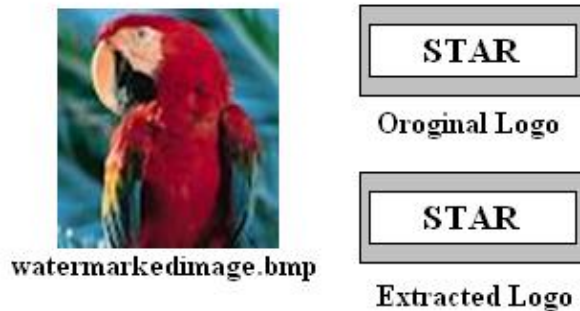 STAR
Oroginal Logo
STAR
watermarkedimage.bmp
Extracted Logo